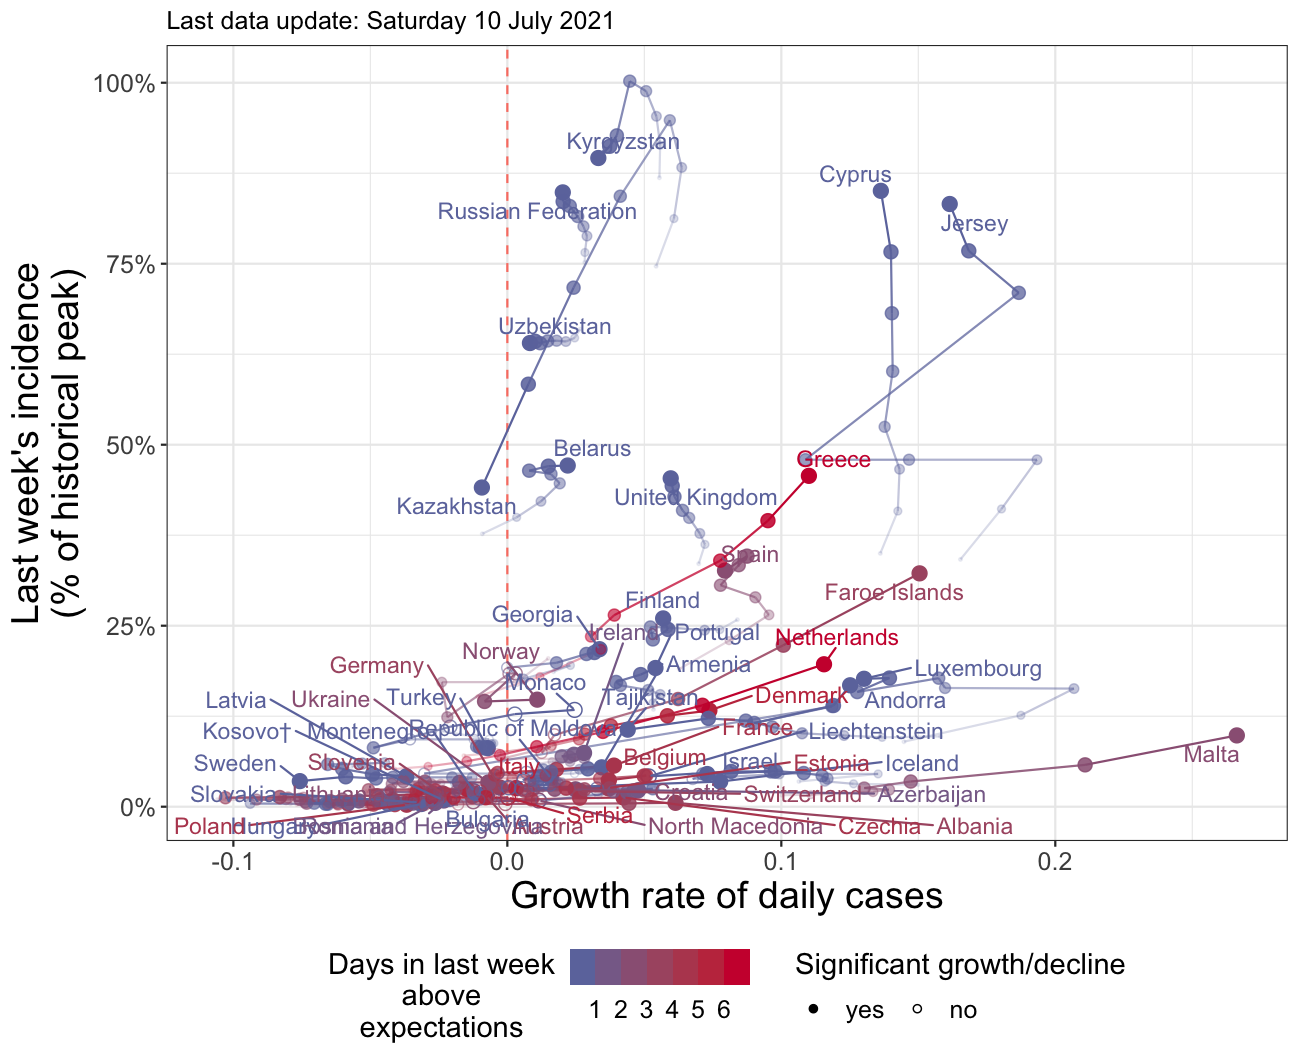 Last data update: Saturday 10 July 2021
100%
75%
50%
25%
0%
Last week's incidence
(% of historical peak)
Kyrgyzstan
Cyprus
Russian Federation
Jersey
Uzbekistan
Belarus
Greece
Kazakhstan
United Kingdom
Spain
Faroe Islands
Finland
Georgia
Ireland
Portugal
Netherlands
Norway
Germany
Armenia
Luxembourg
Monaco
Latvia
Ukraine
Turkey
Tajikistan
Denmark
Andorra
Kosovo†
Montenegro
Republic of Moldova
France
Liechtenstein
Malta
Sweden
Slovenia
Italy
Belgium
Israel
Estonia
Iceland
Slovakia
Lithuania
Croatia
Switzerland
Azerbaijan
Bulgaria
Serbia
Poland
Hungary
Romania
Bosnia and Herzegovina
Austria
North Macedonia
Czechia
Albania
-0.1
0.0
0.1
0.2
Growth rate of daily cases
Days in last week
above
expectations
1 2 3 4 5 6
Significant growth/decline
yes
no